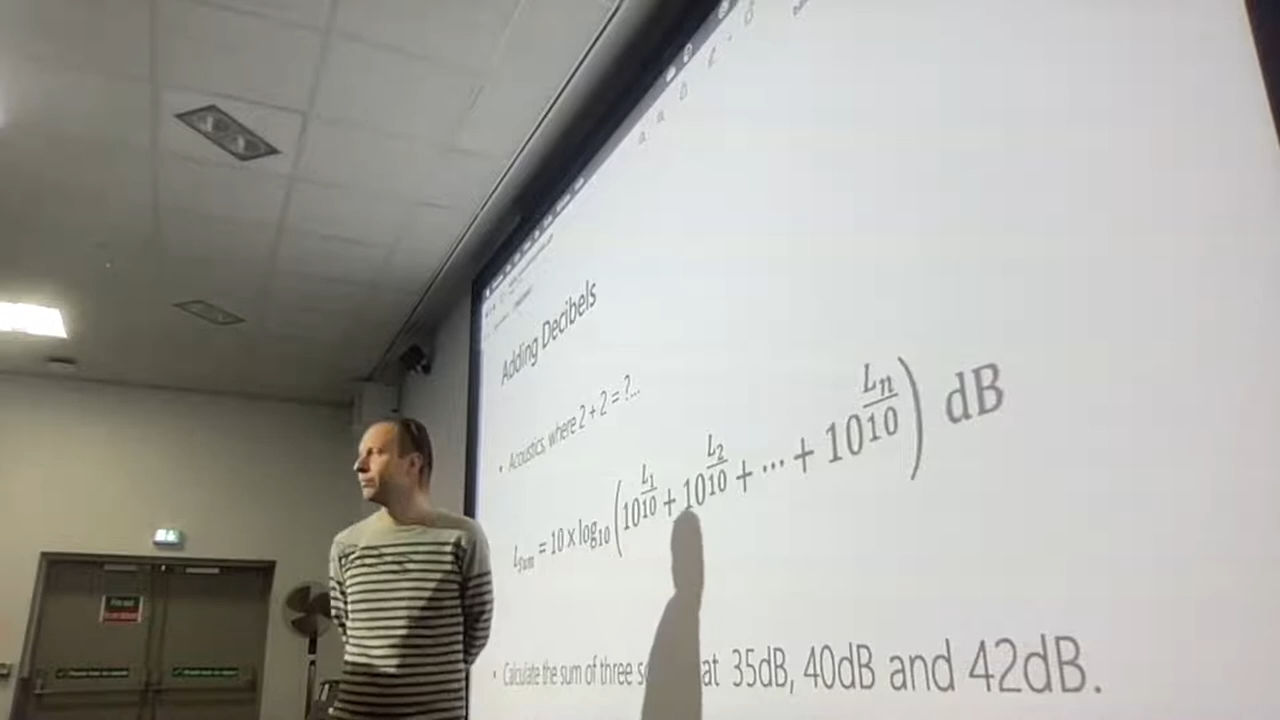 Adding Decibels
• Acoustics, where 2 + 2 = ?...
L_sum = 10 × log₁₀ (10^(L₁/10) + 10^(L₂/10) + ⋯ + 10^(Lₙ/10)) dB
• Calculate the sum of three at 35dB, 40dB and 42dB.